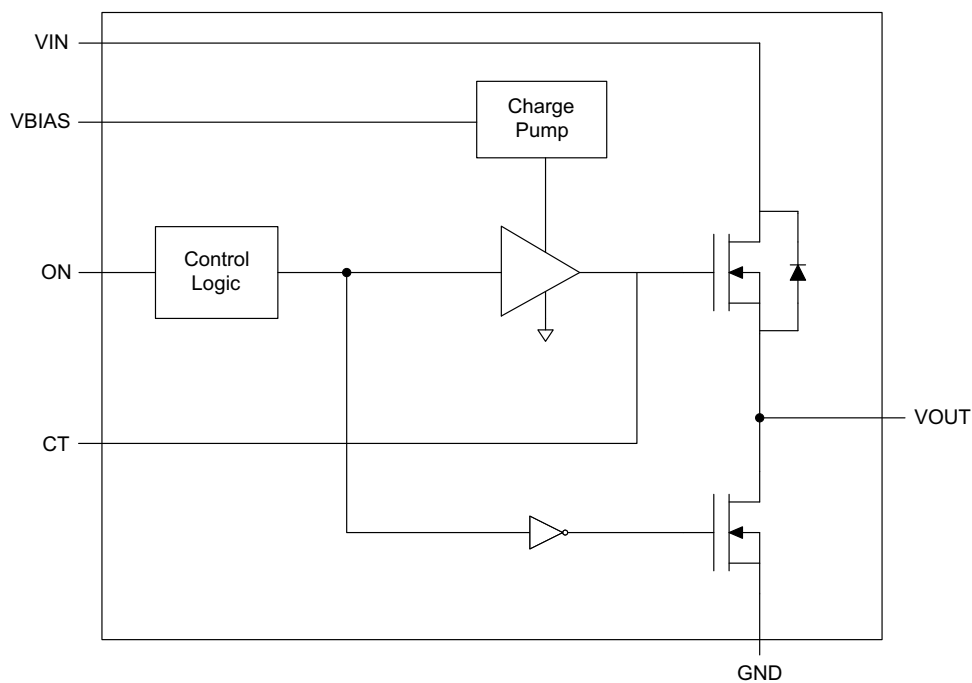 VIN
Charge
Pump
VBIAS
Control
Logic
ON
VOUT
CT
GND